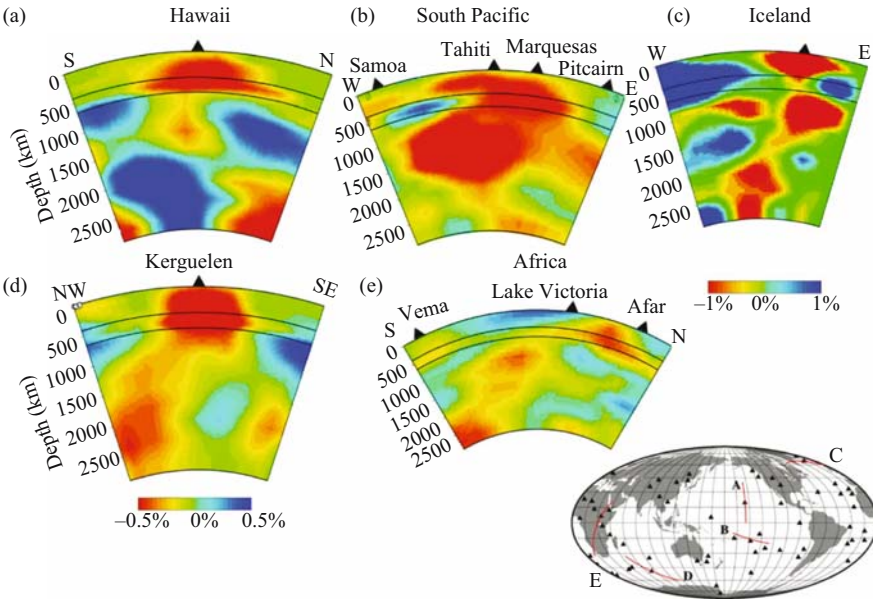 (a) Hawaii
S N
0
500
1000
1500
2000
2500
Depth (km)
(b) South Pacific
Samoa Tahiti Marquesas Pitcairn
W E
0
500
1000
1500
2000
2500
(c) Iceland
W E
0
500
1000
1500
2000
2500
–1% 0% 1%
(d) Kerguelen
NW SE
0
500
1000
1500
2000
2500
Depth (km)
–0.5% 0% 0.5%
(e) Africa
Vema Lake Victoria Afar
S N
0
500
1000
1500
2000
2500
A
B
C
D
E